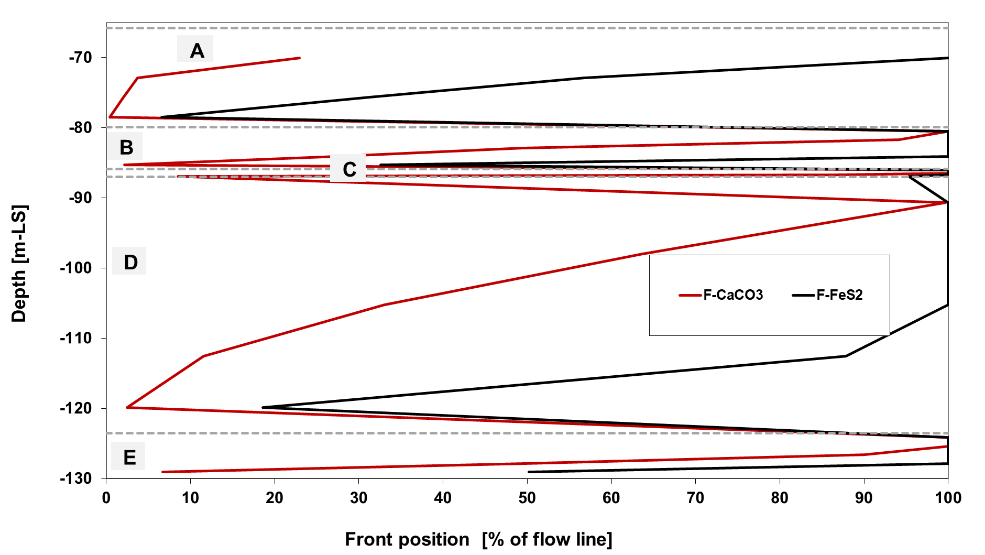 A
-70
-80
B
C
-90
D
-100
F-CaCO3 F-FeS2
-110
-120
E
-130
0 10 20 30 40 50 60 70 80 90 100
Depth [m-LS]
Front position [% of flow line]